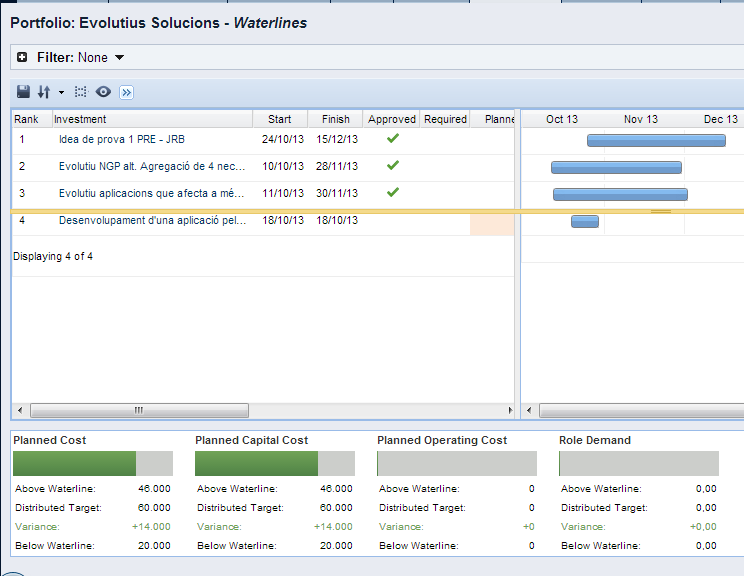 Portfolio: Evolutius Solucions - Waterlines
Filter: None
Rank Investment Start Finish Approved Required Planne Oct 13 Nov 13 Dec 13
1 Idea de prova 1 PRE - JRB 24/10/13 15/12/13
2 Evolutiu NGP alt. Agregació de 4 nec... 10/10/13 28/11/13
3 Evolutiu aplicacions que afecta a mé... 11/10/13 30/11/13
4 Desenvolupament d'una aplicació pel... 18/10/13 18/10/13
Displaying 4 of 4
Planned Cost Planned Capital Cost Planned Operating Cost Role Demand
Above Waterline: 46.000 Above Waterline: 46.000 Above Waterline: 0 Above Waterline: 0,00
Distributed Target: 60.000 Distributed Target: 60.000 Distributed Target: 0 Distributed Target: 0,00
Variance: +14.000 Variance: +14.000 Variance: +0 Variance: +0,00
Below Waterline: 20.000 Below Waterline: 20.000 Below Waterline: 0 Below Waterline: 0,00